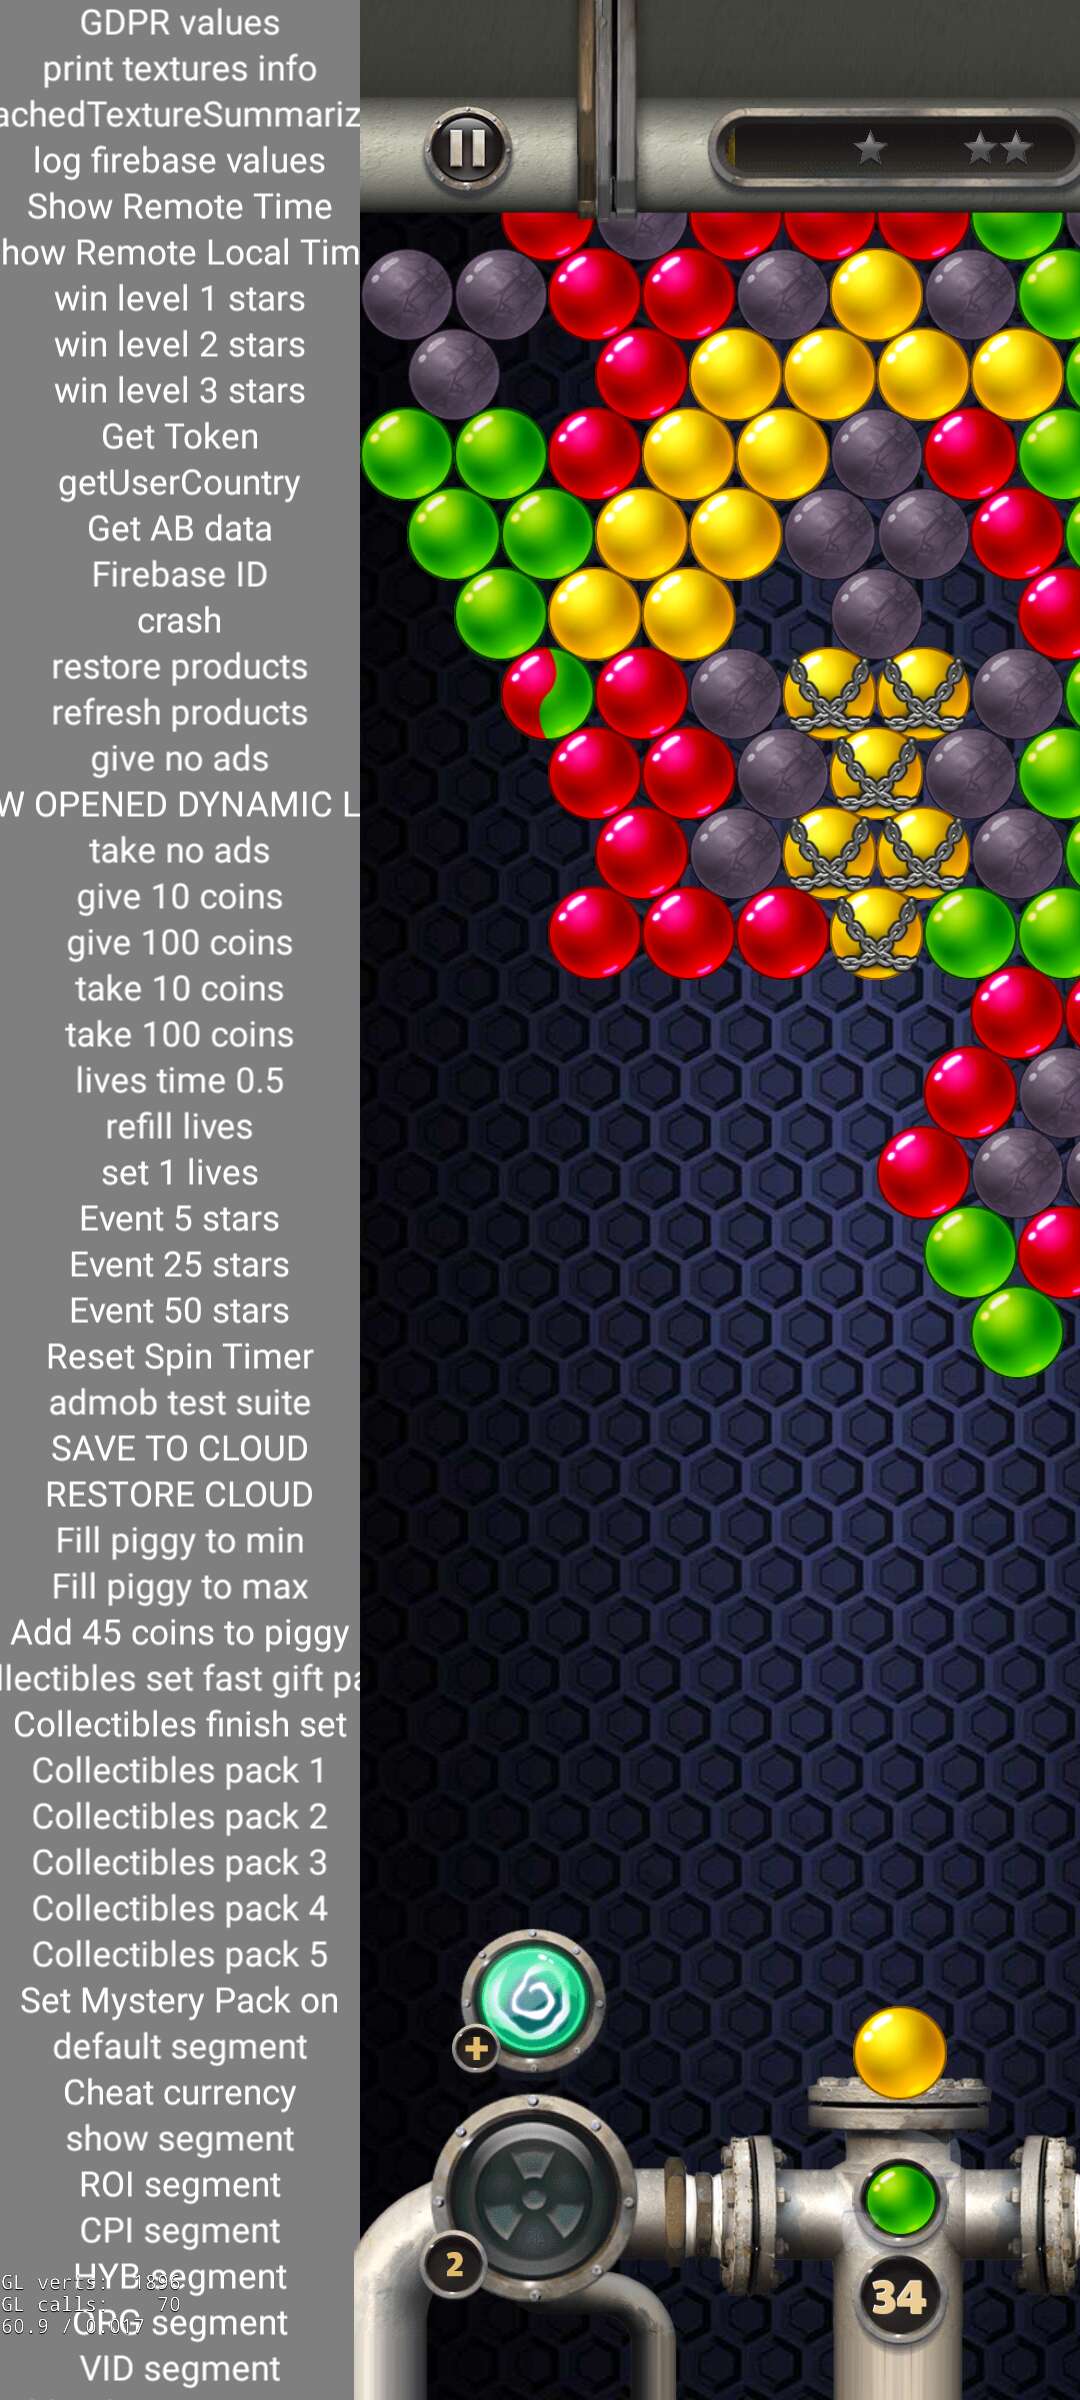 GDPR values
print textures info
achedTextureSummariz
log firebase values
Show Remote Time
how Remote Local Tim
win level 1 stars
win level 2 stars
win level 3 stars
Get Token
getUserCountry
Get AB data
Firebase ID
crash
restore products
refresh products
give no ads
W OPENED DYNAMIC L
take no ads
give 10 coins
give 100 coins
take 10 coins
take 100 coins
lives time 0.5
refill lives
set 1 lives
Event 5 stars
Event 25 stars
Event 50 stars
Reset Spin Timer
admob test suite
SAVE TO CLOUD
RESTORE CLOUD
Fill piggy to min
Fill piggy to max
Add 45 coins to piggy
llectibles set fast gift pa
Collectibles finish set
Collectibles pack 1
Collectibles pack 2
Collectibles pack 3
Collectibles pack 4
Collectibles pack 5
Set Mystery Pack on
default segment
Cheat currency
show segment
ROI segment
CPI segment
HYB segment
GL verts: 1896
GL calls: 70
ORG segment
60.9 / 0.017
VID segment
2
34